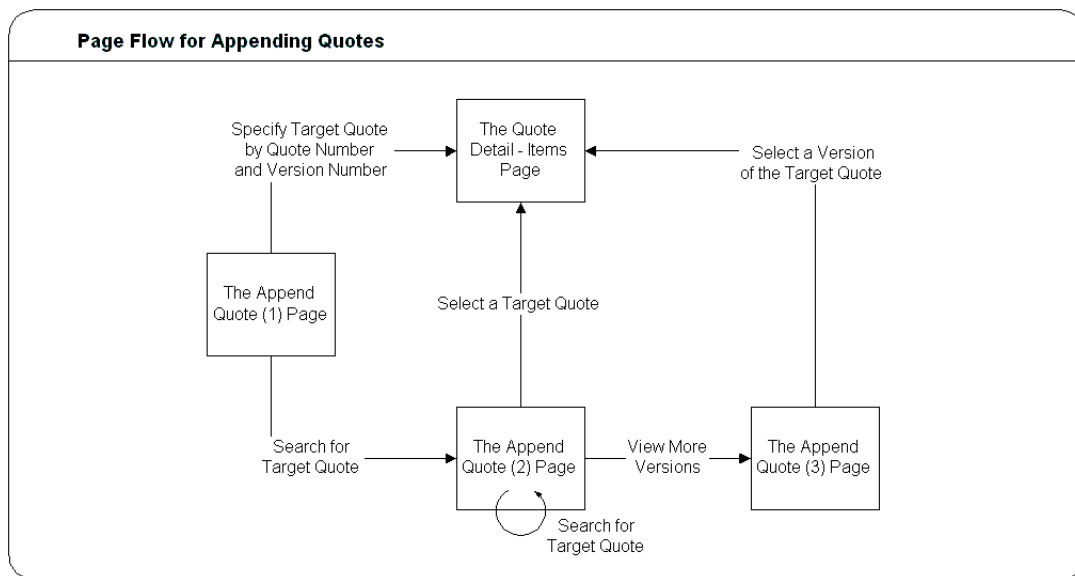 Page Flow for Appending Quotes
Specify Target Quote
by Quote Number
and Version Number
The Quote
Detail - Items
Page
Select a Version
of the Target Quote
The Append
Quote (1) Page
Select a Target Quote
Search for
Target Quote
The Append
Quote (2) Page
View More
Versions
The Append
Quote (3) Page
Search for
Target Quote